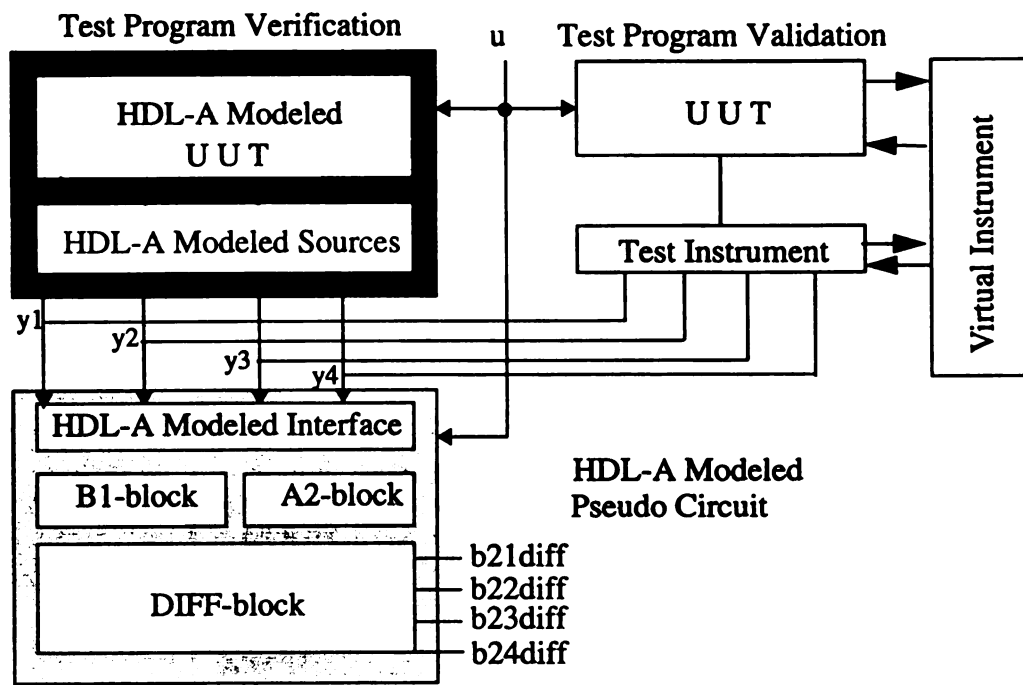 Test Program Verification
u
Test Program Validation
HDL-A Modeled
U U T
U U T
HDL-A Modeled Sources
Test Instrument
Virtual Instrument
y1
y2
y3
y4
HDL-A Modeled Interface
B1-block
A2-block
HDL-A Modeled
Pseudo Circuit
DIFF-block
b21diff
b22diff
b23diff
b24diff